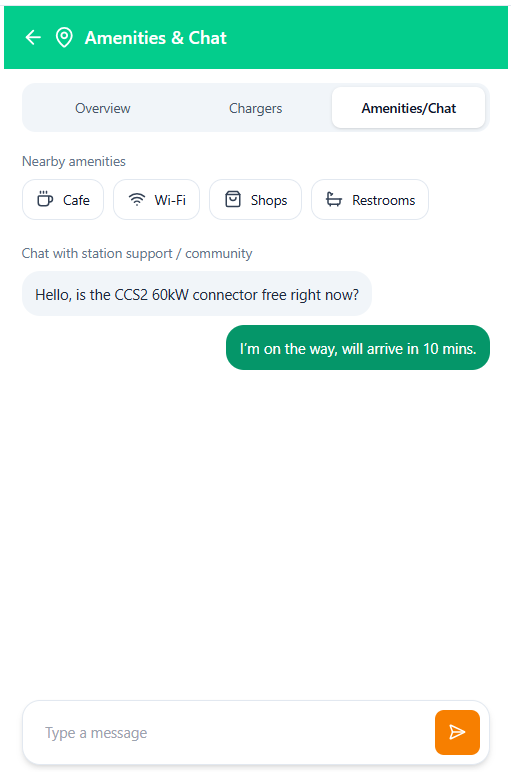 Amenities & Chat
Overview Chargers Amenities/Chat
Nearby amenities
Cafe Wi-Fi Shops Restrooms
Chat with station support / community
Hello, is the CCS2 60kW connector free right now?
I’m on the way, will arrive in 10 mins.
Type a message